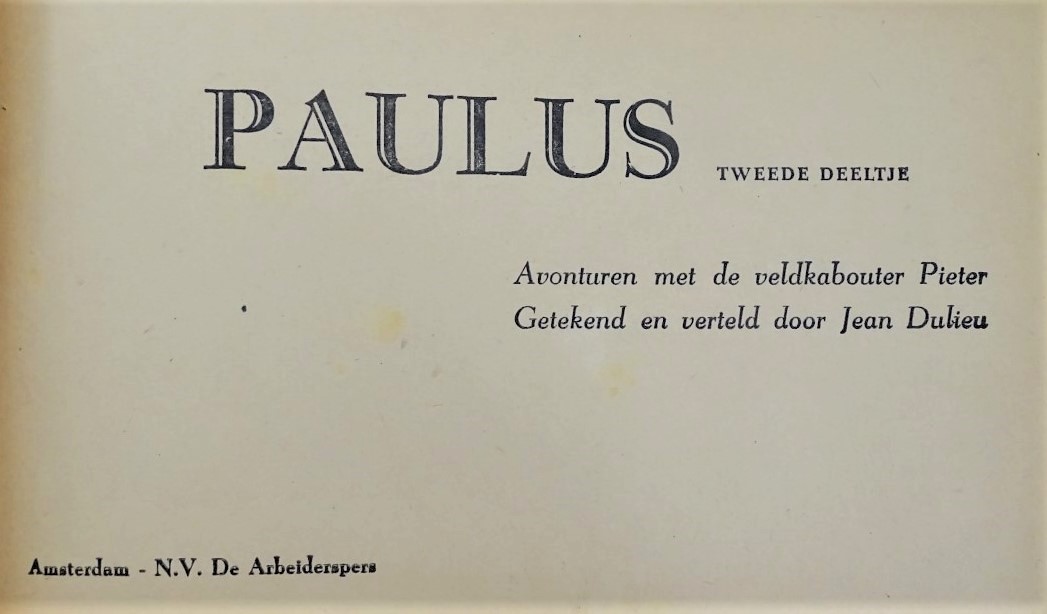 PAULUS TWEEDE DEELTJE
Avonturen met de veldkabouter Pieter
Getekend en verteld door Jean Dulieu
Amsterdam - N.V. De Arbeiderspers